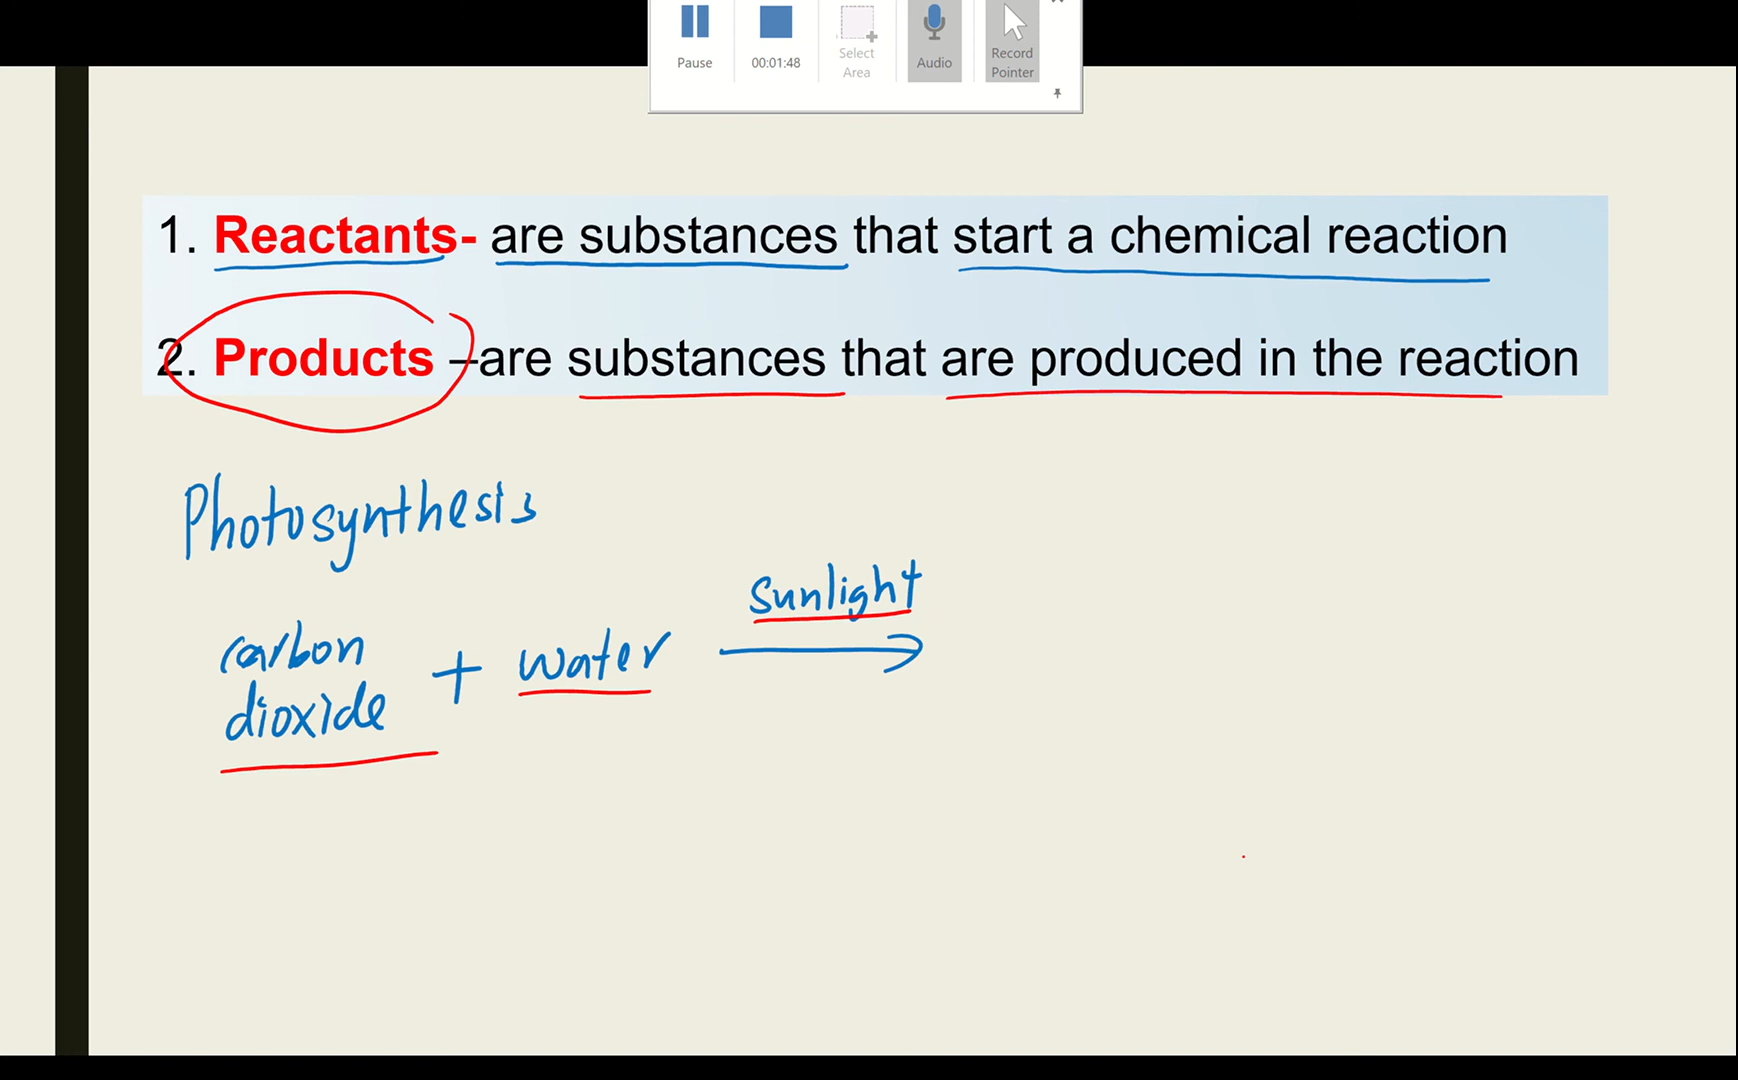 Pause
00:01:48
Select
Area
Audio
Record
Pointer
1. Reactants- are substances that start a chemical reaction
2. Products –are substances that are produced in the reaction
Photosynthesis
sunlight
carbon
dioxide + water